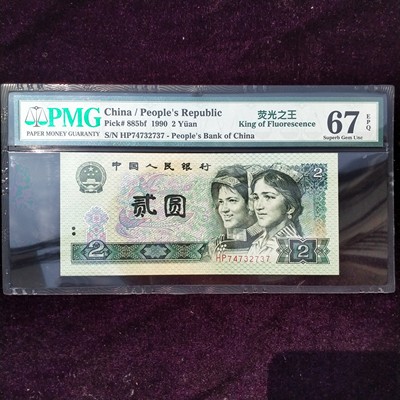 PMG
PAPER MONEY GUARANTY
China / People's Republic
Pick# 885bf 1990 2 Yüan
S/N HP74732737 - People's Bank of China
荧光之王
King of Fluorescence
67 EPQ
Superb Gem Unc
中国人民银行
贰圆
2
2
2
HP74732737